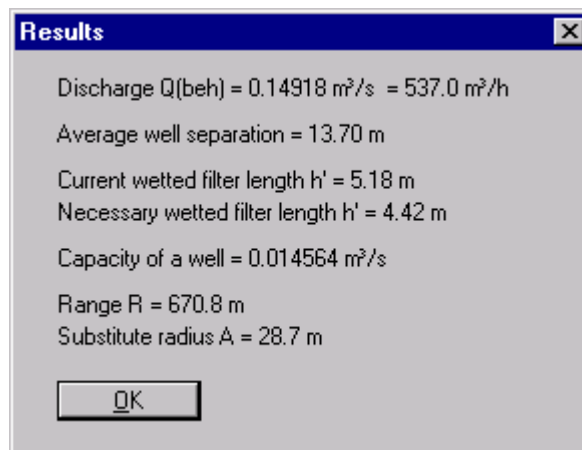 Results
Discharge Q(beh) = 0.14918 m³/s = 537.0 m³/h
Average well separation = 13.70 m
Current wetted filter length h' = 5.18 m
Necessary wetted filter length h' = 4.42 m
Capacity of a well = 0.014564 m³/s
Range R = 670.8 m
Substitute radius A = 28.7 m
OK